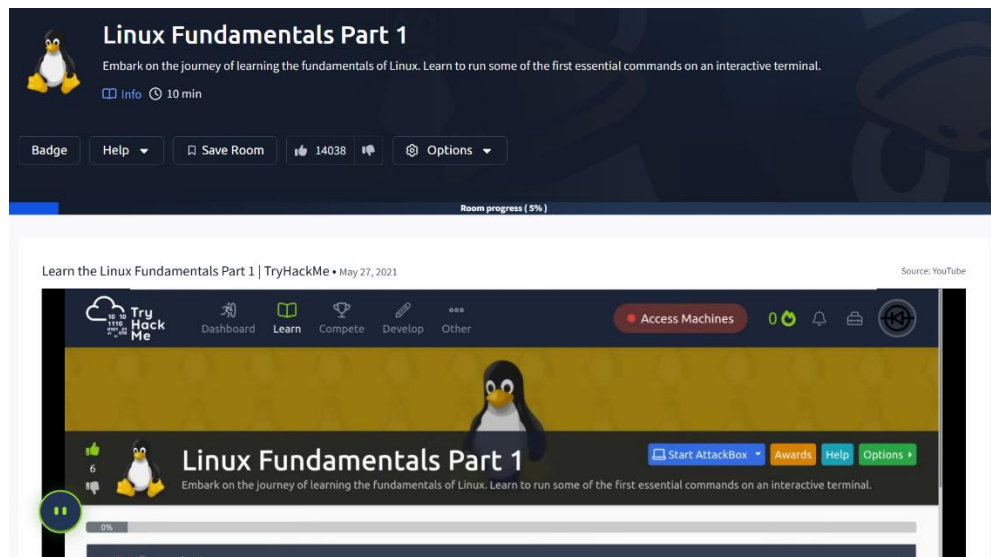 Linux Fundamentals Part 1
Embark on the journey of learning the fundamentals of Linux. Learn to run some of the first essential commands on an interactive terminal.
Info 10 min
Badge Help Save Room 14038 Options
Room progress ( 5% )
Learn the Linux Fundamentals Part 1 | TryHackMe • May 27, 2021 Source: YouTube
Try Hack Me
Dashboard Learn Compete Develop Other Access Machines 0
6
Linux Fundamentals Part 1 Start AttackBox Awards Help Options
Embark on the journey of learning the fundamentals of Linux. Learn to run some of the first essential commands on an interactive terminal.
0%